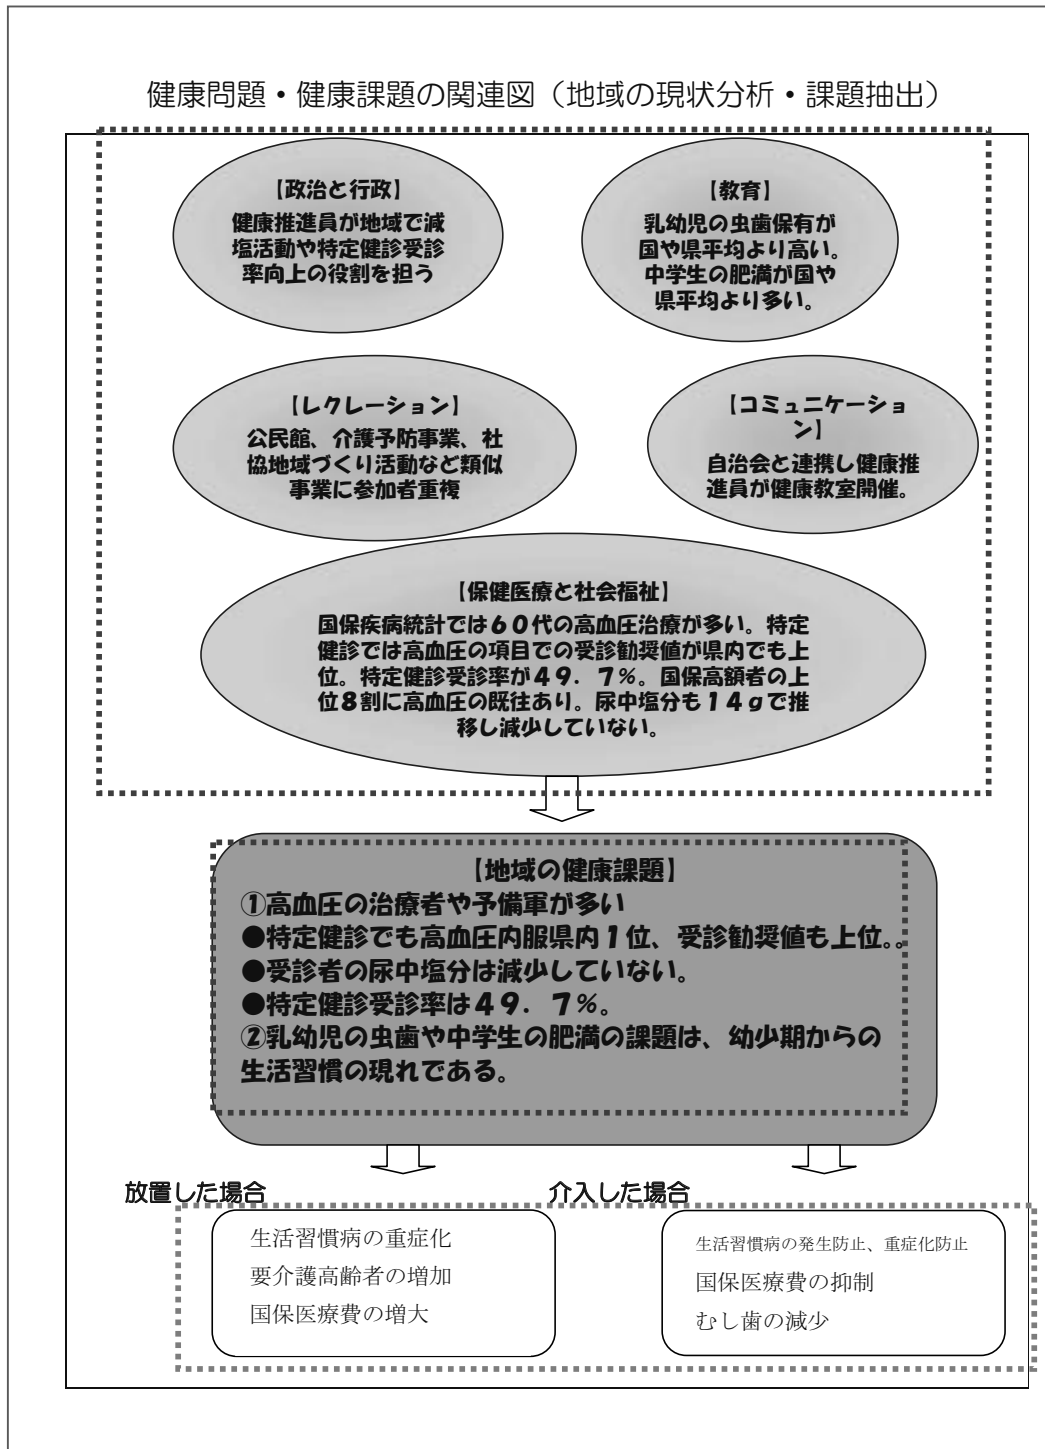 健康問題・健康課題の関連図（地域の現状分析・課題抽出）
【政治と行政】
健康推進員が地域で減
塩活動や特定健診受診
率向上の役割を担う
【教育】
乳幼児の虫歯保有が
国や県平均より高い。
中学生の肥満が国や
県平均より多い。
【レクレーション】
公民館、介護予防事業、社
協地域づくり活動など類似
事業に参加者重複
【コミュニケーショ
ン】
自治会と連携し健康推
進員が健康教室開催。
【保健医療と社会福祉】
国保疾病統計では６０代の高血圧治療が多い。特定
健診では高血圧の項目での受診勧奨値が県内でも上
位。特定健診受診率が４９．７％。国保高額者の上
位８割に高血圧の既往あり。尿中塩分も１４ｇで推
移し減少していない。
【地域の健康課題】
①高血圧の治療者や予備軍が多い
●特定健診でも高血圧内服県内１位、受診勧奨値も上位。。
●受診者の尿中塩分は減少していない。
●特定健診受診率は４９．７％。
②乳幼児の虫歯や中学生の肥満の課題は、幼少期からの
生活習慣の現れである。
放置した場合
生活習慣病の重症化
要介護高齢者の増加
国保医療費の増大
介入した場合
生活習慣病の発生防止、重症化防止
国保医療費の抑制
むし歯の減少